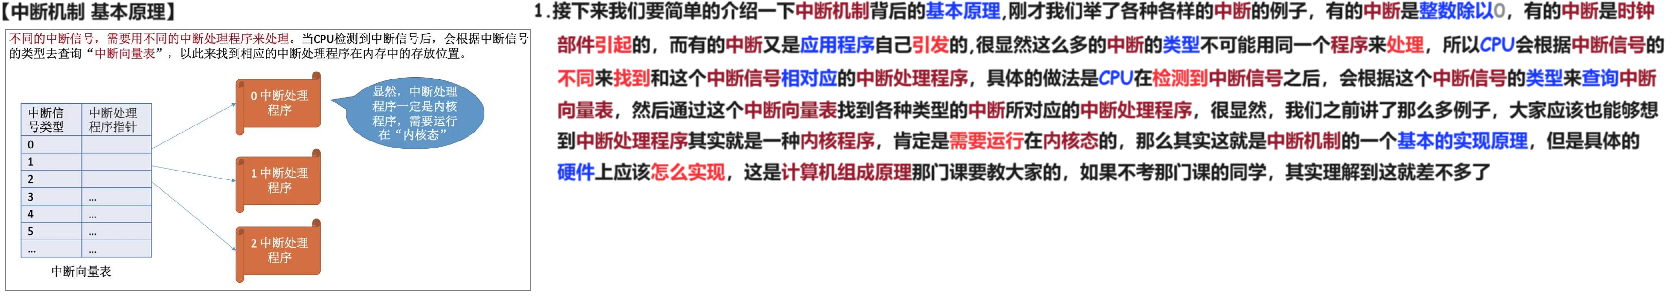 【中断机制 基本原理】
不同的中断信号，需要用不同的中断处理程序来处理。当CPU检测到中断信号后，会根据中断信号
的类型去查询“中断向量表”，以此来找到相应的中断处理程序在内存中的存放位置。
中断信
号类型
中断处理
程序指针
0
1
2
3 ...
4 ...
5 ...
... ...
中断向量表
0 中断处理
程序
1 中断处理
程序
2 中断处理
程序
显然，中断处理
程序一定是内核
程序，需要运行
在“内核态”
1.接下来我们要简单的介绍一下中断机制背后的基本原理,刚才我们举了各种各样的中断的例子，有的中断是整数除以0，有的中断是时钟
部件引起的，而有的中断又是应用程序自己引发的,很显然这么多的中断的类型不可能用同一个程序来处理，所以CPU会根据中断信号的
不同来找到和这个中断信号相对应的中断处理程序，具体的做法是CPU在检测到中断信号之后，会根据这个中断信号的类型来查询中断
向量表，然后通过这个中断向量表找到各种类型的中断所对应的中断处理程序，很显然，我们之前讲了那么多例子，大家应该也能够想
到中断处理程序其实就是一种内核程序，肯定是需要运行在内核态的，那么其实这就是中断机制的一个基本的实现原理，但是具体的
硬件上应该怎么实现，这是计算机组成原理那门课要教大家的，如果不考那门课的同学，其实理解到这就差不多了